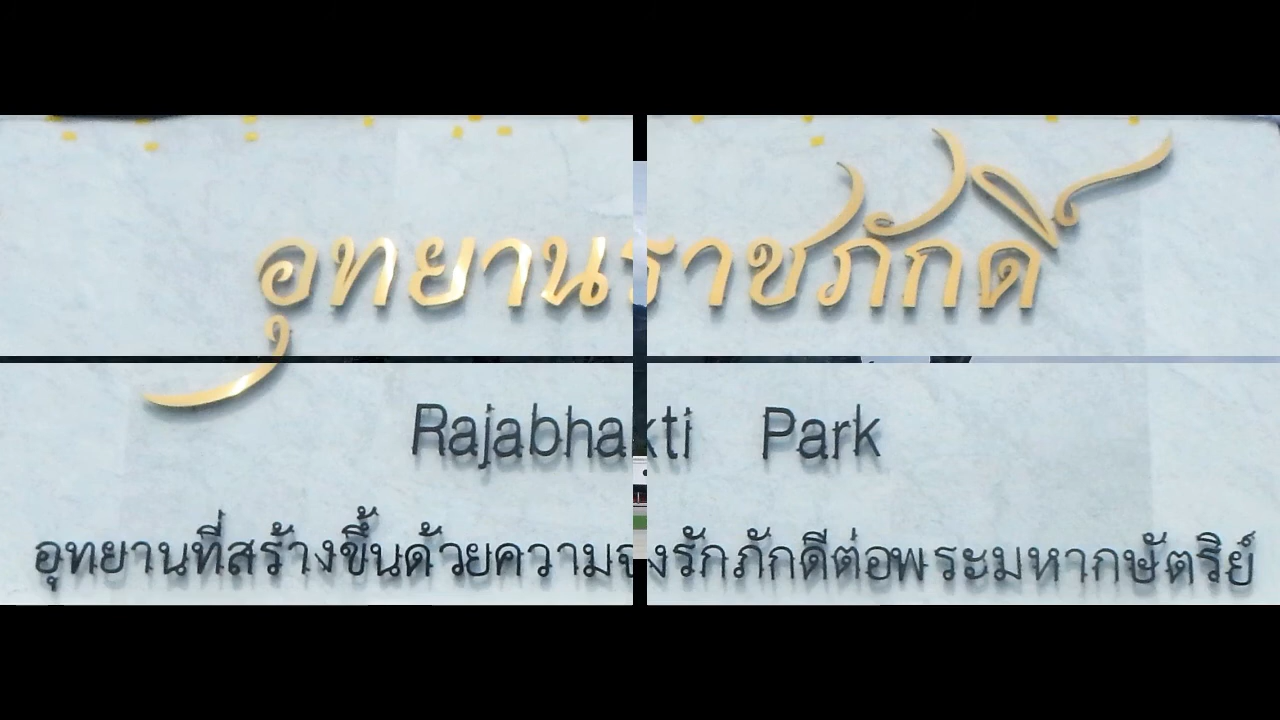 อุทยานราชภักดิ์
Rajabhakti Park
อุทยานที่สร้างขึ้นด้วยความจงรักภักดีต่อพระมหากษัตริย์